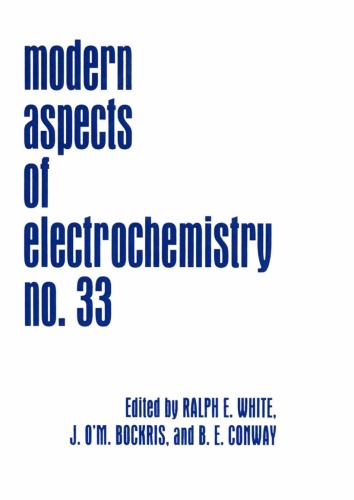 modern
aspects
of
electrochemistry
no. 33
Edited by RALPH E. WHITE,
J. O'M. BOCKRIS, and B. E. CONWAY